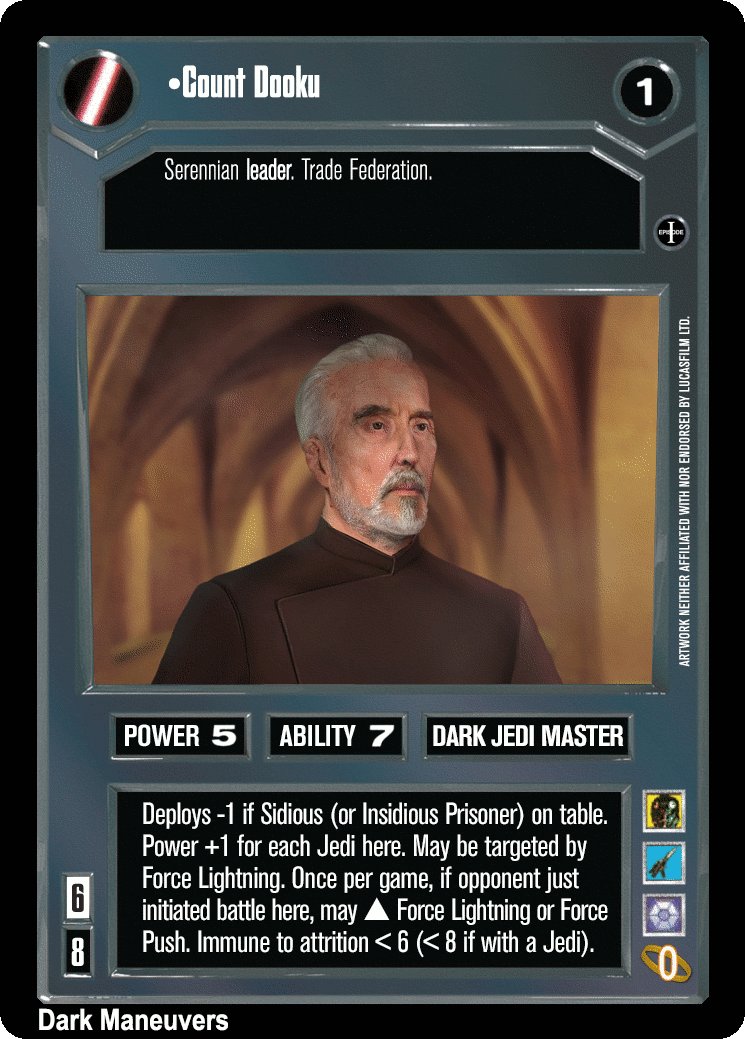 •Count Dooku
1
Serennian leader. Trade Federation.
EPISODE I
ARTWORK NEITHER AFFILIATED WITH NOR ENDORSED BY LUCASFILM LTD.
POWER 5 ABILITY 7 DARK JEDI MASTER
Deploys -1 if Sidious (or Insidious Prisoner) on table.
Power +1 for each Jedi here. May be targeted by
Force Lightning. Once per game, if opponent just
initiated battle here, may ▲ Force Lightning or Force
Push. Immune to attrition < 6 (< 8 if with a Jedi).
6
8
0
Dark Maneuvers